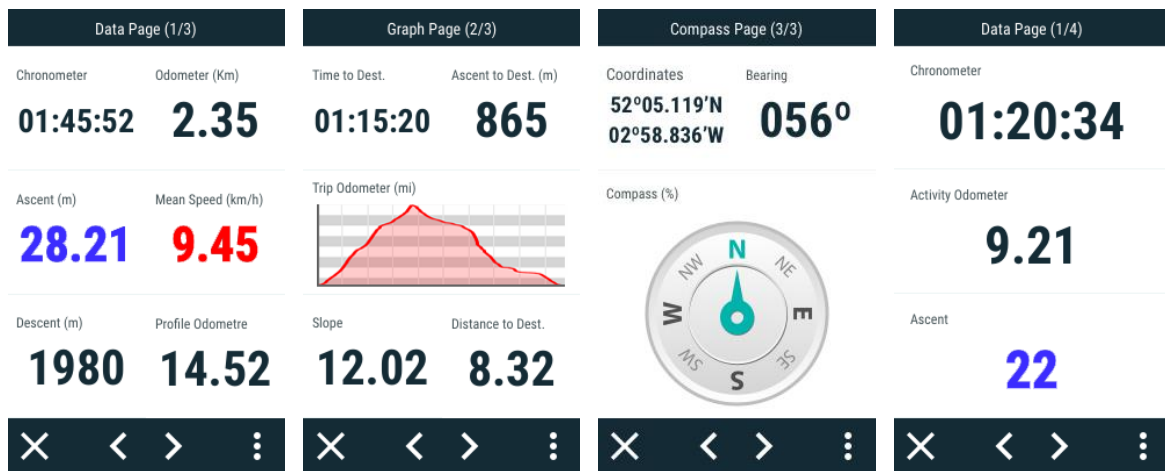 Data Page (1/3)
Chronometer Odometer (Km)
01:45:52 2.35
Ascent (m) Mean Speed (km/h)
28.21 9.45
Descent (m) Profile Odometre
1980 14.52
Graph Page (2/3)
Time to Dest. Ascent to Dest. (m)
01:15:20 865
Trip Odometer (mi)
Slope Distance to Dest.
12.02 8.32
Compass Page (3/3)
Coordinates Bearing
52º05.119’N 056º
02º58.836’W
Compass (%)
N
NW NE
W E
SW SE
S
Data Page (1/4)
Chronometer
01:20:34
Activity Odometer
9.21
Ascent
22